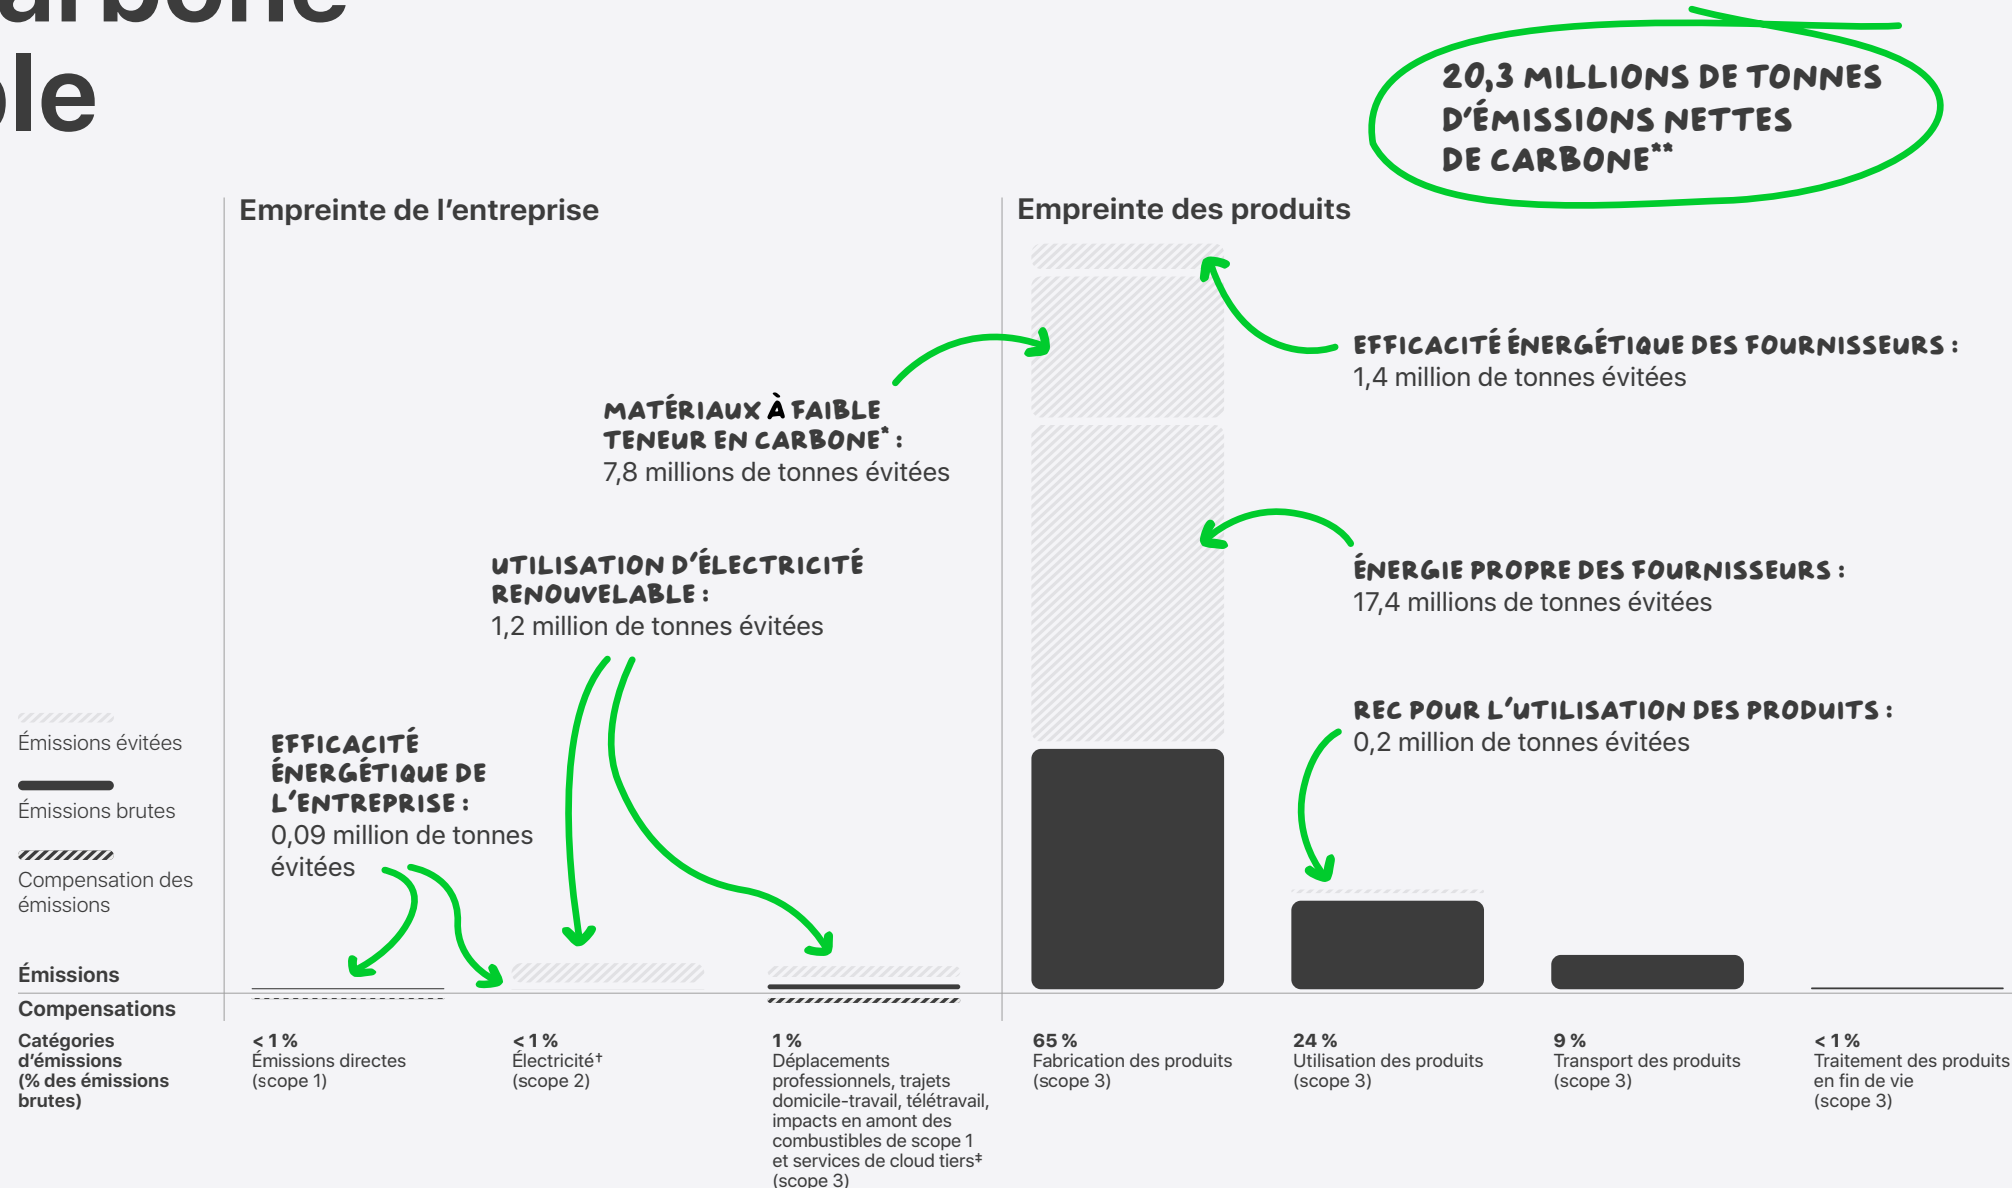 20,3 MILLIONS DE TONNES
D'ÉMISSIONS NETTES
DE CARBONE**
Empreinte de l'entreprise
Empreinte des produits
EFFICACITÉ ÉNERGÉTIQUE DES FOURNISSEURS :
1,4 million de tonnes évitées
MATÉRIAUX À FAIBLE
TENEUR EN CARBONE* :
7,8 millions de tonnes évitées
UTILISATION D'ÉLECTRICITÉ
RENOUVELABLE :
1,2 million de tonnes évitées
ÉNERGIE PROPRE DES FOURNISSEURS :
17,4 millions de tonnes évitées
REC POUR L'UTILISATION DES PRODUITS :
0,2 million de tonnes évitées
EFFICACITÉ
ÉNERGÉTIQUE DE
L'ENTREPRISE :
0,09 million de tonnes
évitées
Émissions évitées
Émissions brutes
Compensation des
émissions
Émissions
Compensations
Catégories
d'émissions
(% des émissions
brutes)
< 1 %
Émissions directes
(scope 1)
< 1 %
Électricité†
(scope 2)
1 %
Déplacements
professionnels, trajets
domicile-travail, télétravail,
impacts en amont des
combustibles de scope 1
et services de cloud tiers‡
(scope 3)
65 %
Fabrication des produits
(scope 3)
24 %
Utilisation des produits
(scope 3)
9 %
Transport des produits
(scope 3)
< 1 %
Traitement des produits
en fin de vie
(scope 3)